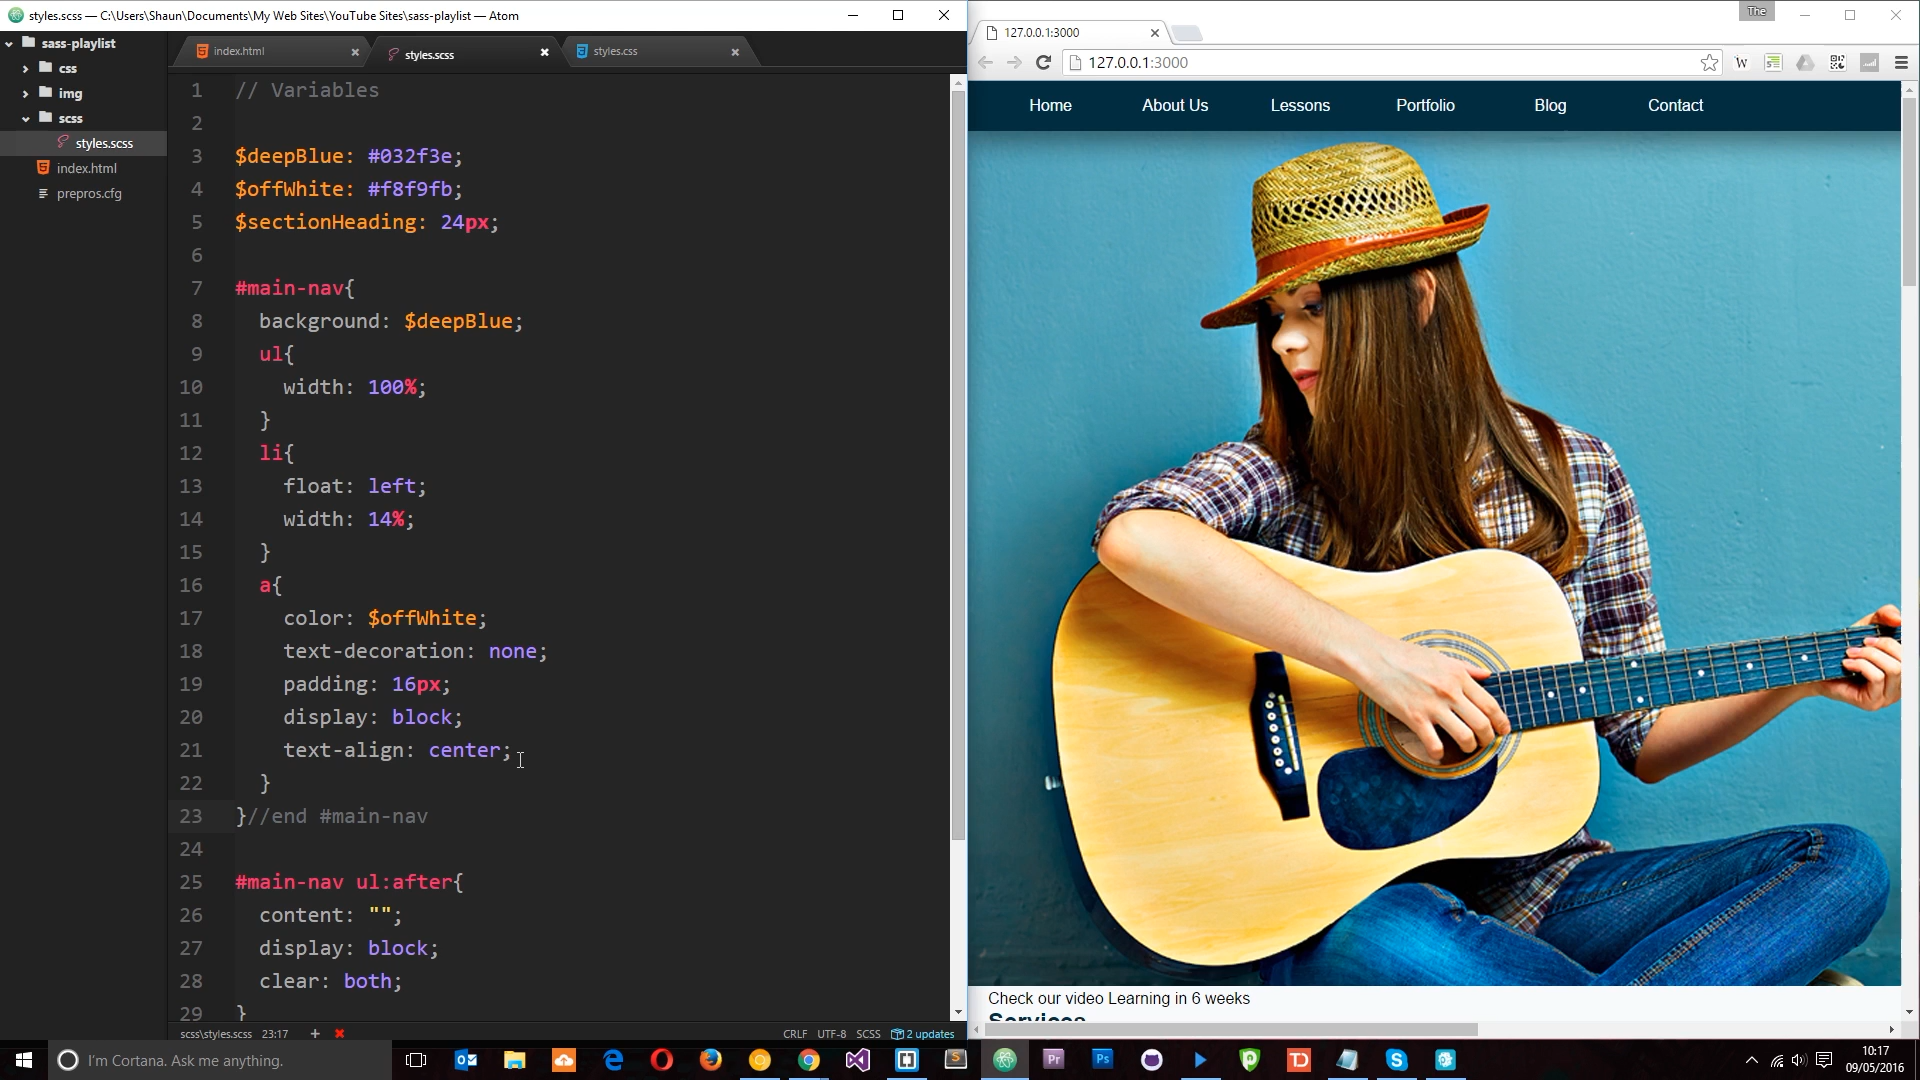 styles.scss — C:\Users\Shaun\Documents\My Web Sites\YouTube Sites\sass-playlist — Atom
sass-playlist
css
img
scss
styles.scss
index.html
prepros.cfg
index.html
styles.scss
styles.css
1 // Variables
2
3 $deepBlue: #032f3e;
4 $offWhite: #f8f9fb;
5 $sectionHeading: 24px;
6
7 #main-nav{
8 background: $deepBlue;
9 ul{
10 width: 100%;
11 }
12 li{
13 float: left;
14 width: 14%;
15 }
16 a{
17 color: $offWhite;
18 text-decoration: none;
19 padding: 16px;
20 display: block;
21 text-align: center;
22 }
23 }//end #main-nav
24
25 #main-nav ul:after{
26 content: "";
27 display: block;
28 clear: both;
29 }
scss\styles.scss 23:17
CRLF UTF-8 SCSS 2 updates
The
127.0.0.1:3000
127.0.0.1:3000
W
Home About Us Lessons Portfolio Blog Contact
Check our video Learning in 6 weeks
Services
I'm Cortana. Ask me anything.
Pr
Ps
10:17
09/05/2016